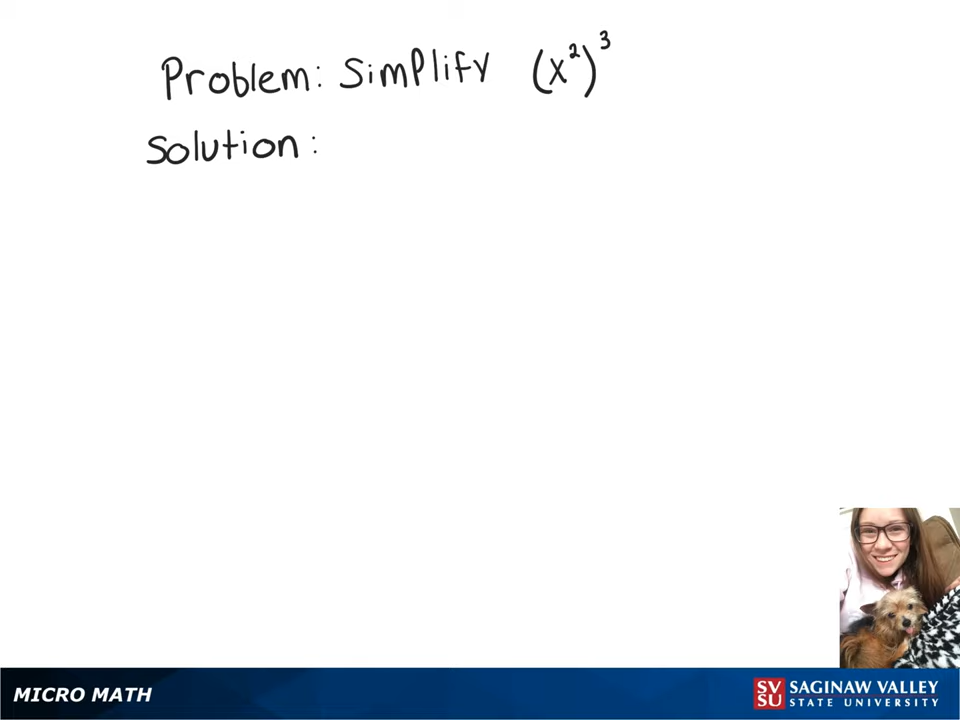 Problem: Simplify (x²)³
Solution:
MICRO MATH
SV
SU
SAGINAW VALLEY
STATE UNIVERSITY